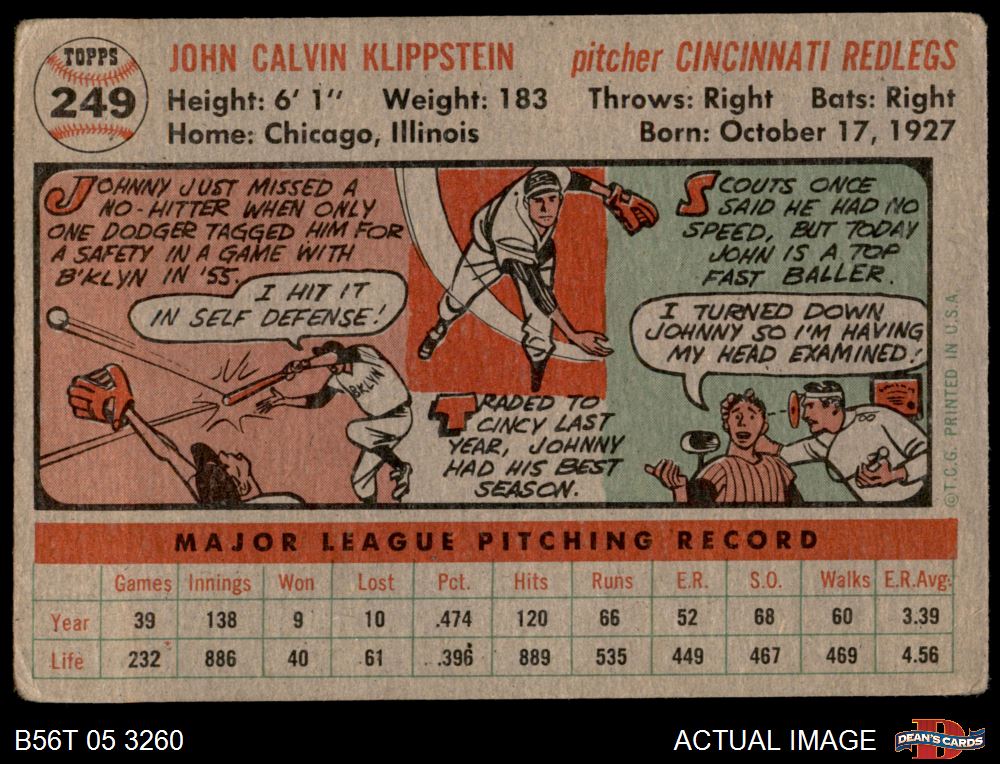 TOPPS
249
JOHN CALVIN KLIPPSTEIN
pitcher CINCINNATI REDLEGS
Height: 6' 1" Weight: 183 Throws: Right Bats: Right
Home: Chicago, Illinois Born: October 17, 1927
JOHNNY JUST MISSED A
NO-HITTER WHEN ONLY
ONE DODGER TAGGED HIM FOR
A SAFETY IN A GAME WITH
B'KLYN IN '55.
I HIT IT
IN SELF DEFENSE!
BKLYN
TRADED TO
CINCY LAST
YEAR, JOHNNY
HAD HIS BEST
SEASON.
SCOUTS ONCE
SAID HE HAD NO
SPEED, BUT TODAY
JOHN IS A TOP
FAST BALLER.
I TURNED DOWN
JOHNNY SO I'M HAVING
MY HEAD EXAMINED!
©T.C.G. PRINTED IN U.S.A.
MAJOR LEAGUE PITCHING RECORD
Games Innings Won Lost Pct. Hits Runs E.R. S.O. Walks E.R.Avg.
Year 39 138 9 10 .474 120 66 52 68 60 3.39
Life 232 886 40 61 .396 889 535 449 467 469 4.56
B56T 05 3260
ACTUAL IMAGE
DEAN'S CARDS